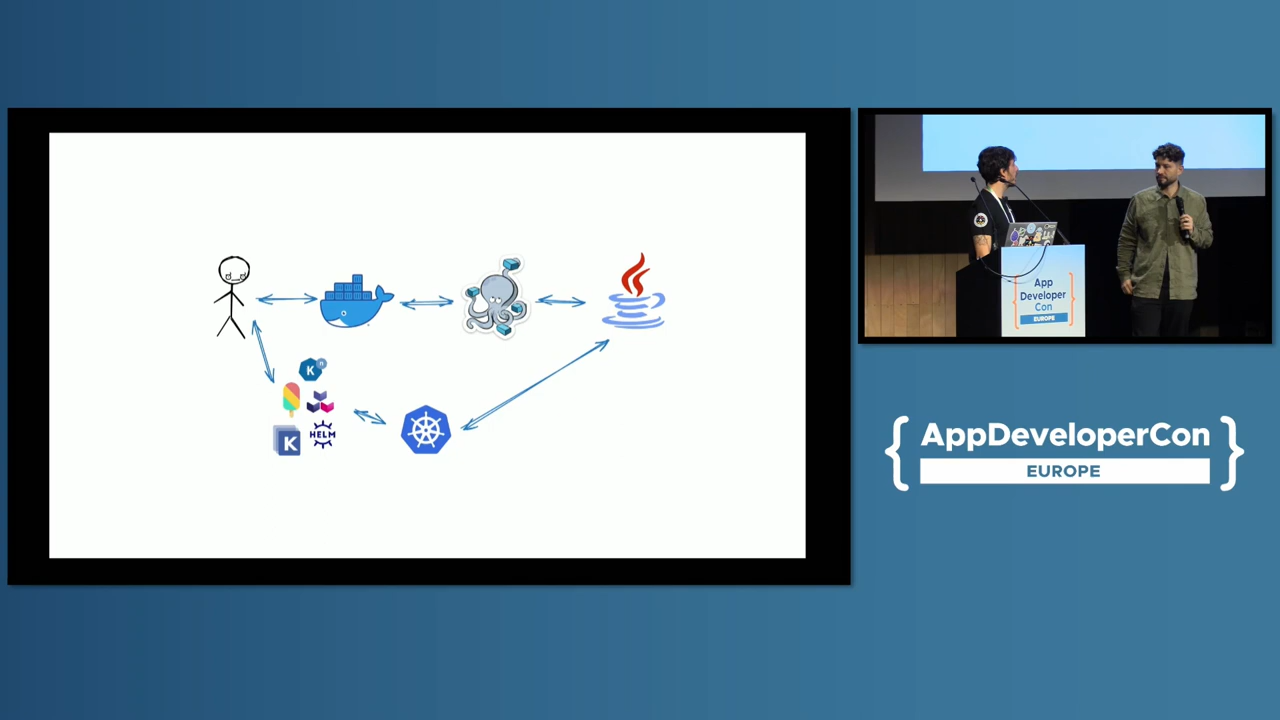 K
n
K
HELM
App
Developer
Con
EUROPE
AppDeveloperCon
EUROPE